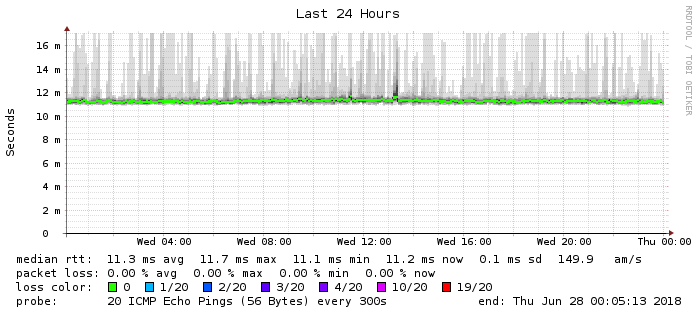 Last 24 Hours
RRDTOOL / TOBI OETIKER
Seconds
16 m
14 m
12 m
10 m
8 m
6 m
4 m
2 m
0
Wed 04:00 Wed 08:00 Wed 12:00 Wed 16:00 Wed 20:00 Thu 00:00
median rtt: 11.3 ms avg 11.7 ms max 11.1 ms min 11.2 ms now 0.1 ms sd 149.9 am/s
packet loss: 0.00 % avg 0.00 % max 0.00 % min 0.00 % now
loss color: 0 1/20 2/20 3/20 4/20 10/20 19/20
probe: 20 ICMP Echo Pings (56 Bytes) every 300s end: Thu Jun 28 00:05:13 2018